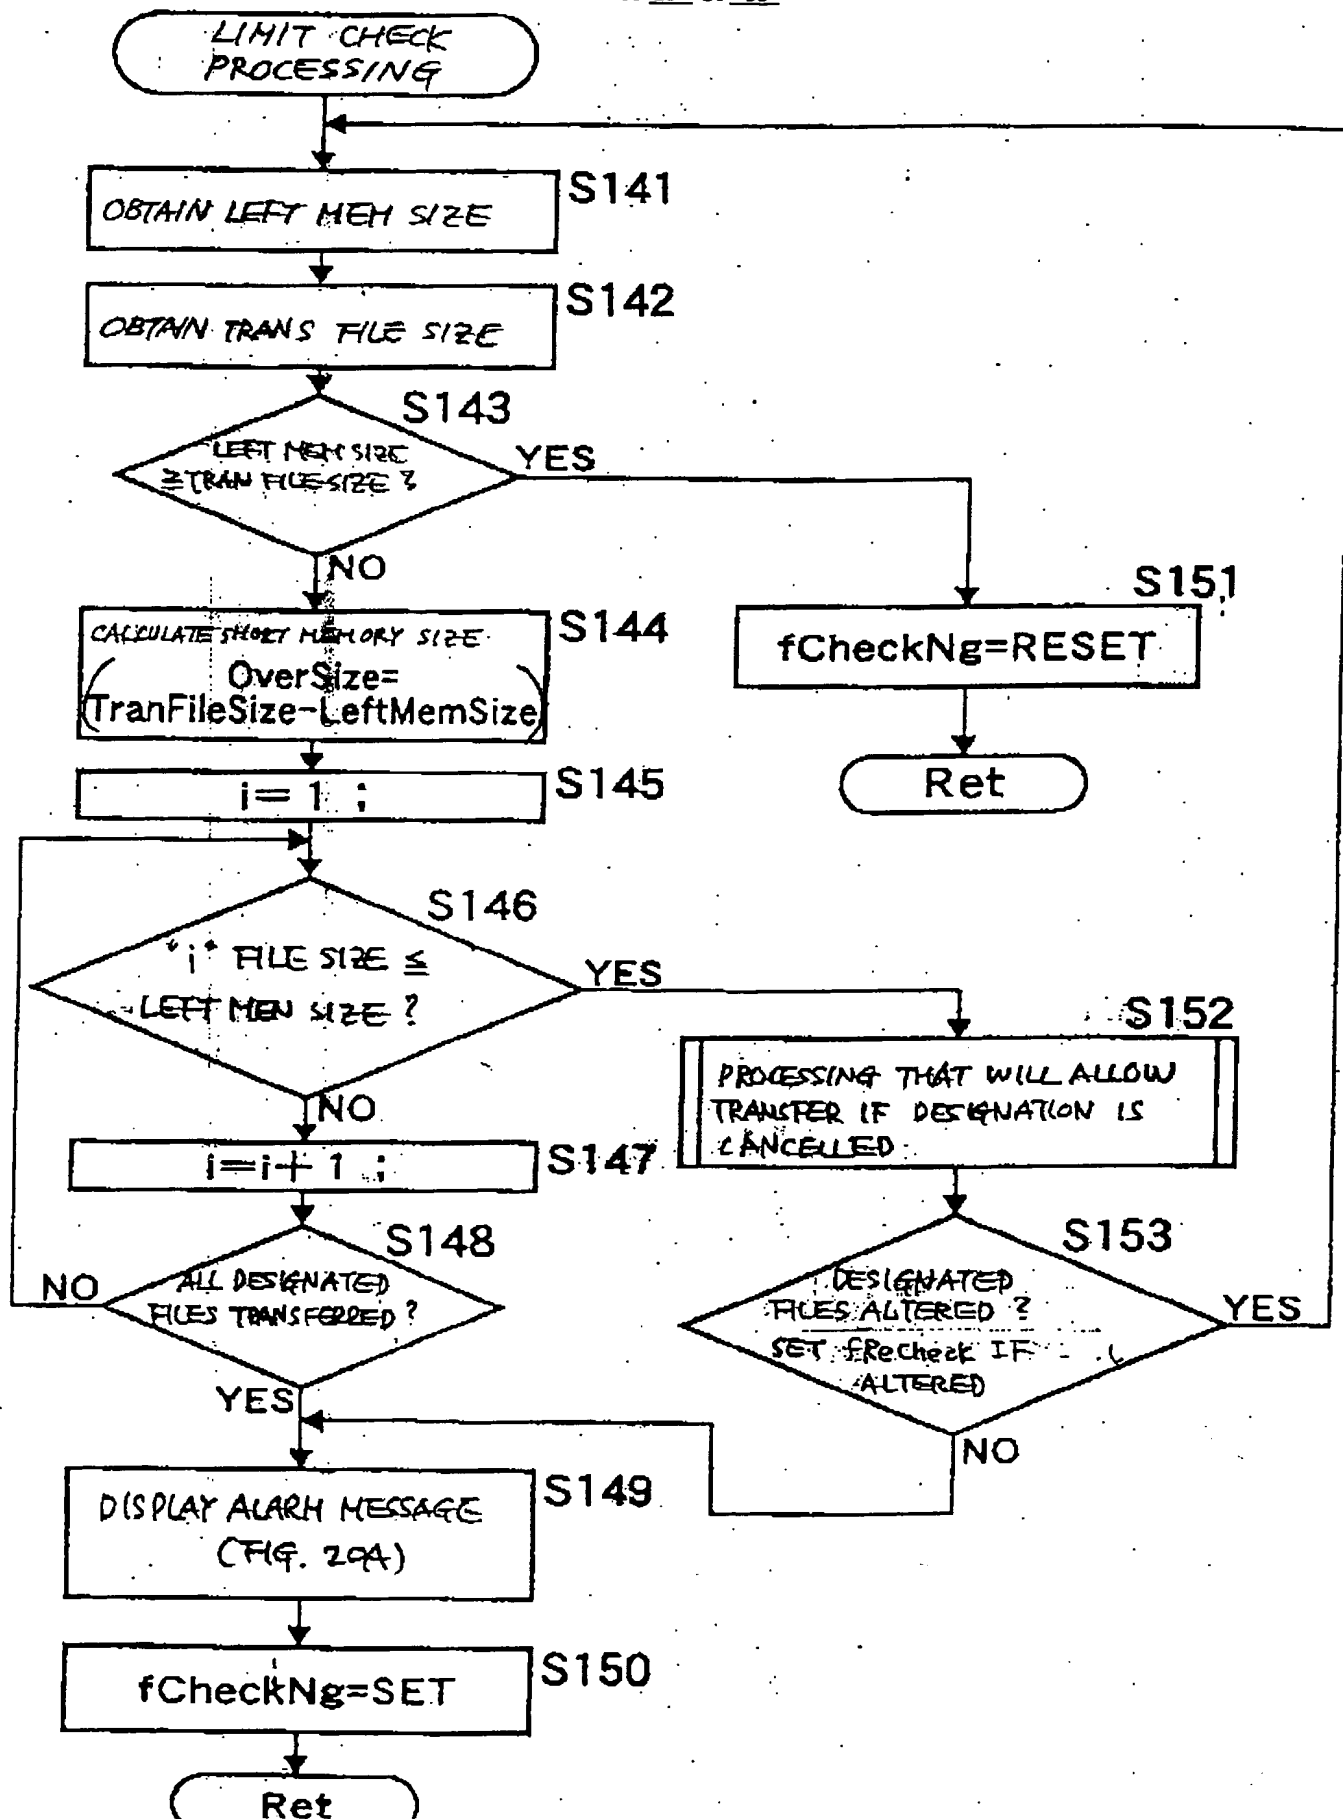 LIMIT CHECK
PROCESSING
OBTAIN LEFT MEM SIZE
S141
OBTAIN TRANS FILE SIZE
S142
S143
LEFT MEM SIZE
≧TRAN FILE SIZE ?
YES
NO
CALCULATE SHORT MEMORY SIZE
OverSize=
TranFileSize-LeftMemSize
S144
S151
fCheckNg=RESET
Ret
i= 1 ;
S145
S146
"i" FILE SIZE ≦
LEFT MEN SIZE ?
YES
NO
S152
PROCESSING THAT WILL ALLOW
TRANSFER IF DESIGNATION IS
CANCELLED
i=i+ 1 ;
S147
S148
ALL DESIGNATED
FILES TRANSFERRED ?
NO
YES
S153
DESIGNATED
FILES ALTERED ?
SET fRecheck IF
ALTERED
YES
NO
DISPLAY ALARM MESSAGE
(FIG. 20A)
S149
fCheckNg=SET
S150
Ret